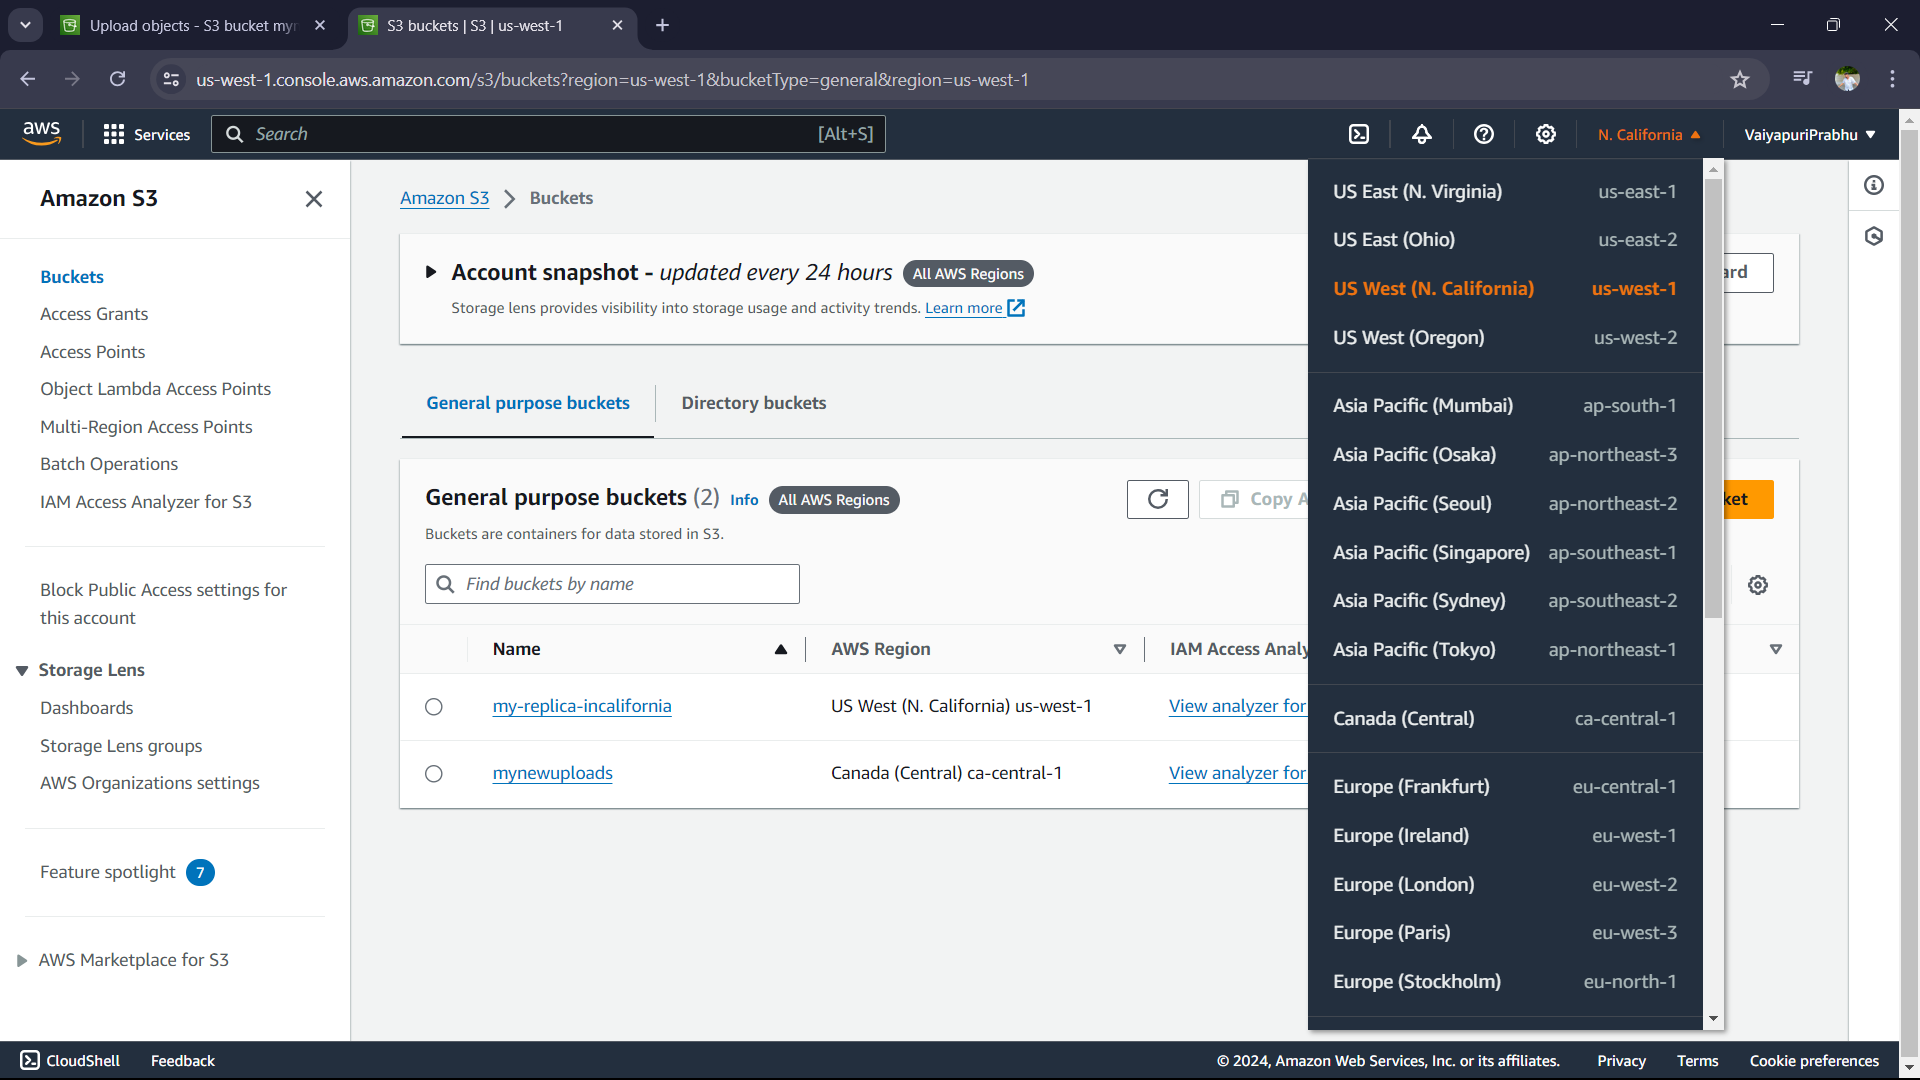 Upload objects - S3 bucket myn
S3 buckets | S3 | us-west-1
us-west-1.console.aws.amazon.com/s3/buckets?region=us-west-1&bucketType=general&region=us-west-1
aws
Services
Search
[Alt+S]
N. California
VaiyapuriPrabhu
Amazon S3
Buckets
Access Grants
Access Points
Object Lambda Access Points
Multi-Region Access Points
Batch Operations
IAM Access Analyzer for S3
Block Public Access settings for
this account
Storage Lens
Dashboards
Storage Lens groups
AWS Organizations settings
Feature spotlight 7
AWS Marketplace for S3
Amazon S3 Buckets
Account snapshot - updated every 24 hours All AWS Regions
Storage lens provides visibility into storage usage and activity trends. Learn more
ard
General purpose buckets
Directory buckets
General purpose buckets (2) Info All AWS Regions
Copy A
ket
Buckets are containers for data stored in S3.
Find buckets by name
Name AWS Region IAM Access Analy
my-replica-incalifornia US West (N. California) us-west-1 View analyzer for
mynewuploads Canada (Central) ca-central-1 View analyzer for
US East (N. Virginia) us-east-1
US East (Ohio) us-east-2
US West (N. California) us-west-1
US West (Oregon) us-west-2
Asia Pacific (Mumbai) ap-south-1
Asia Pacific (Osaka) ap-northeast-3
Asia Pacific (Seoul) ap-northeast-2
Asia Pacific (Singapore) ap-southeast-1
Asia Pacific (Sydney) ap-southeast-2
Asia Pacific (Tokyo) ap-northeast-1
Canada (Central) ca-central-1
Europe (Frankfurt) eu-central-1
Europe (Ireland) eu-west-1
Europe (London) eu-west-2
Europe (Paris) eu-west-3
Europe (Stockholm) eu-north-1
CloudShell Feedback © 2024, Amazon Web Services, Inc. or its affiliates. Privacy Terms Cookie preferences